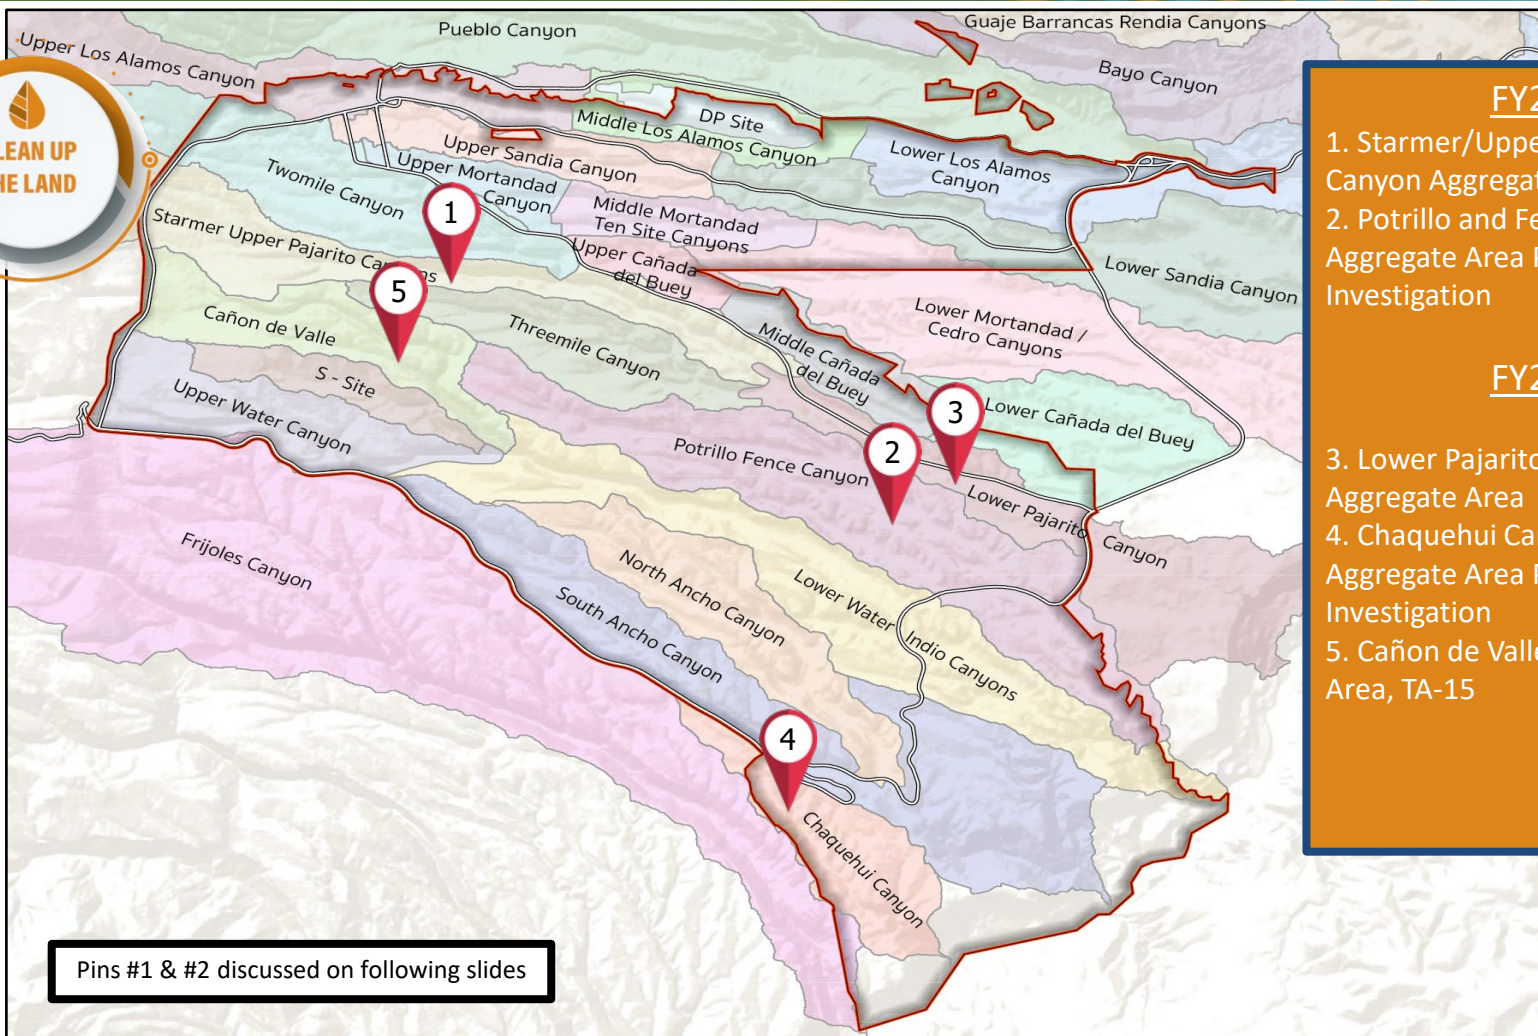 Pueblo Canyon
Guaje Barrancas Rendia Canyons
Upper Los Alamos Canyon
Bayo Canyon
LEAN UP
HE LAND
DP Site
Middle Los Alamos Canyon
Upper Sandia Canyon
Lower Los Alamos
Canyon
Twomile Canyon
Upper Mortandad
Canyon
1
Middle Mortandad
Ten Site Canyons
Starmer Upper Pajarito Ca ns
Upper Cañada
del Buey
Lower Sandia Canyon
5
Cañon de Valle
Threemile Canyon
Lower Mortandad /
Cedro Canyons
Middle Cañada
del Buey
S - Site
Upper Water Canyon
3
Lower Cañada del Buey
2
Potrillo Fence Canyon
Lower Pajarito Canyon
Frijoles Canyon
North Ancho Canyon
South Ancho Canyon
Lower Water Indio Canyons
4
Chaquehui Canyon
Pins #1 & #2 discussed on following slides
FY2
1. Starmer/Uppe
Canyon Aggregat
2. Potrillo and Fe
Aggregate Area
Investigation
FY2
3. Lower Pajarito
Aggregate Area
4. Chaquehui Ca
Aggregate Area
Investigation
5. Cañon de Valle
Area, TA-15